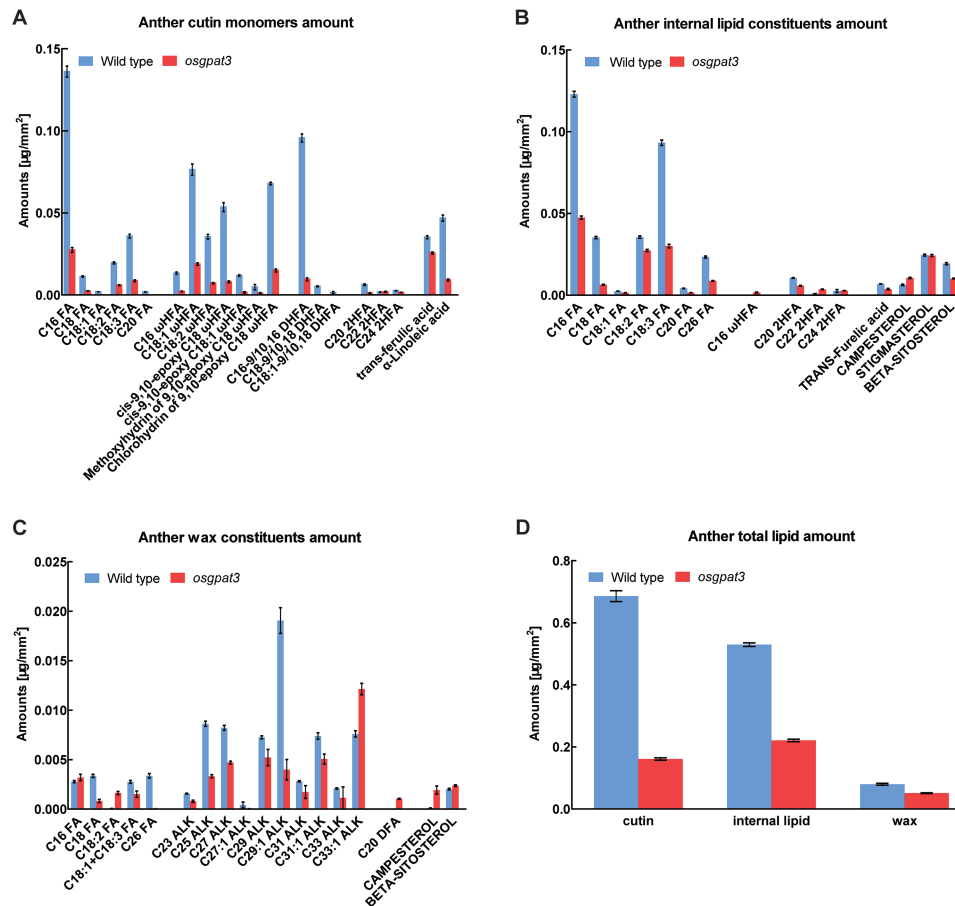 A
Anther cutin monomers amount
Wild type
osgpat3
Amounts [µg/mm²]
0.15
0.10
0.05
0.00
C16 FA
C18 FA
C18:1 FA
C18:2 FA
C18:3 FA
C20 FA
C16 ωHFA
C18:1 ωHFA
C18:2 ωHFA
cis-9,10-epoxy C18 ωHFA
cis-9,10-epoxy C18:1 ωHFA
Methoxyhydrin of 9,10-epoxy C18 ωHFA
Chlorohydrin of 9,10-epoxy C18 ωHFA
C16-9/10,16 DHFA
C18-9/10,18 DHFA
C18:1-9/10,18 DHFA
C20 2HFA
C22 2HFA
C24 2HFA
trans-ferulic acid
α-Linoleic acid
B
Anther internal lipid constituents amount
Wild type
osgpat3
Amounts [µg/mm²]
0.15
0.10
0.05
0.00
C16 FA
C18 FA
C18:1 FA
C18:2 FA
C18:3 FA
C20 FA
C26 FA
C16 ωHFA
C20 2HFA
C22 2HFA
C24 2HFA
TRANS-Furelic acid
CAMPESTEROL
STIGMASTEROL
BETA-SITOSTEROL
C
Anther wax constituents amount
Wild type
osgpat3
Amounts [µg/mm²]
0.025
0.020
0.015
0.010
0.005
0.000
C16 FA
C18 FA
C18:2 FA
C18:1+C18:3 FA
C26 FA
C23 ALK
C25 ALK
C27 ALK
C27:1 ALK
C29 ALK
C29:1 ALK
C31 ALK
C31:1 ALK
C33 ALK
C33:1 ALK
C20 DFA
CAMPESTEROL
BETA-SITOSTEROL
D
Anther total lipid amount
Wild type
osgpat3
Amounts [µg/mm²]
0.8
0.6
0.4
0.2
0.0
cutin
internal lipid
wax